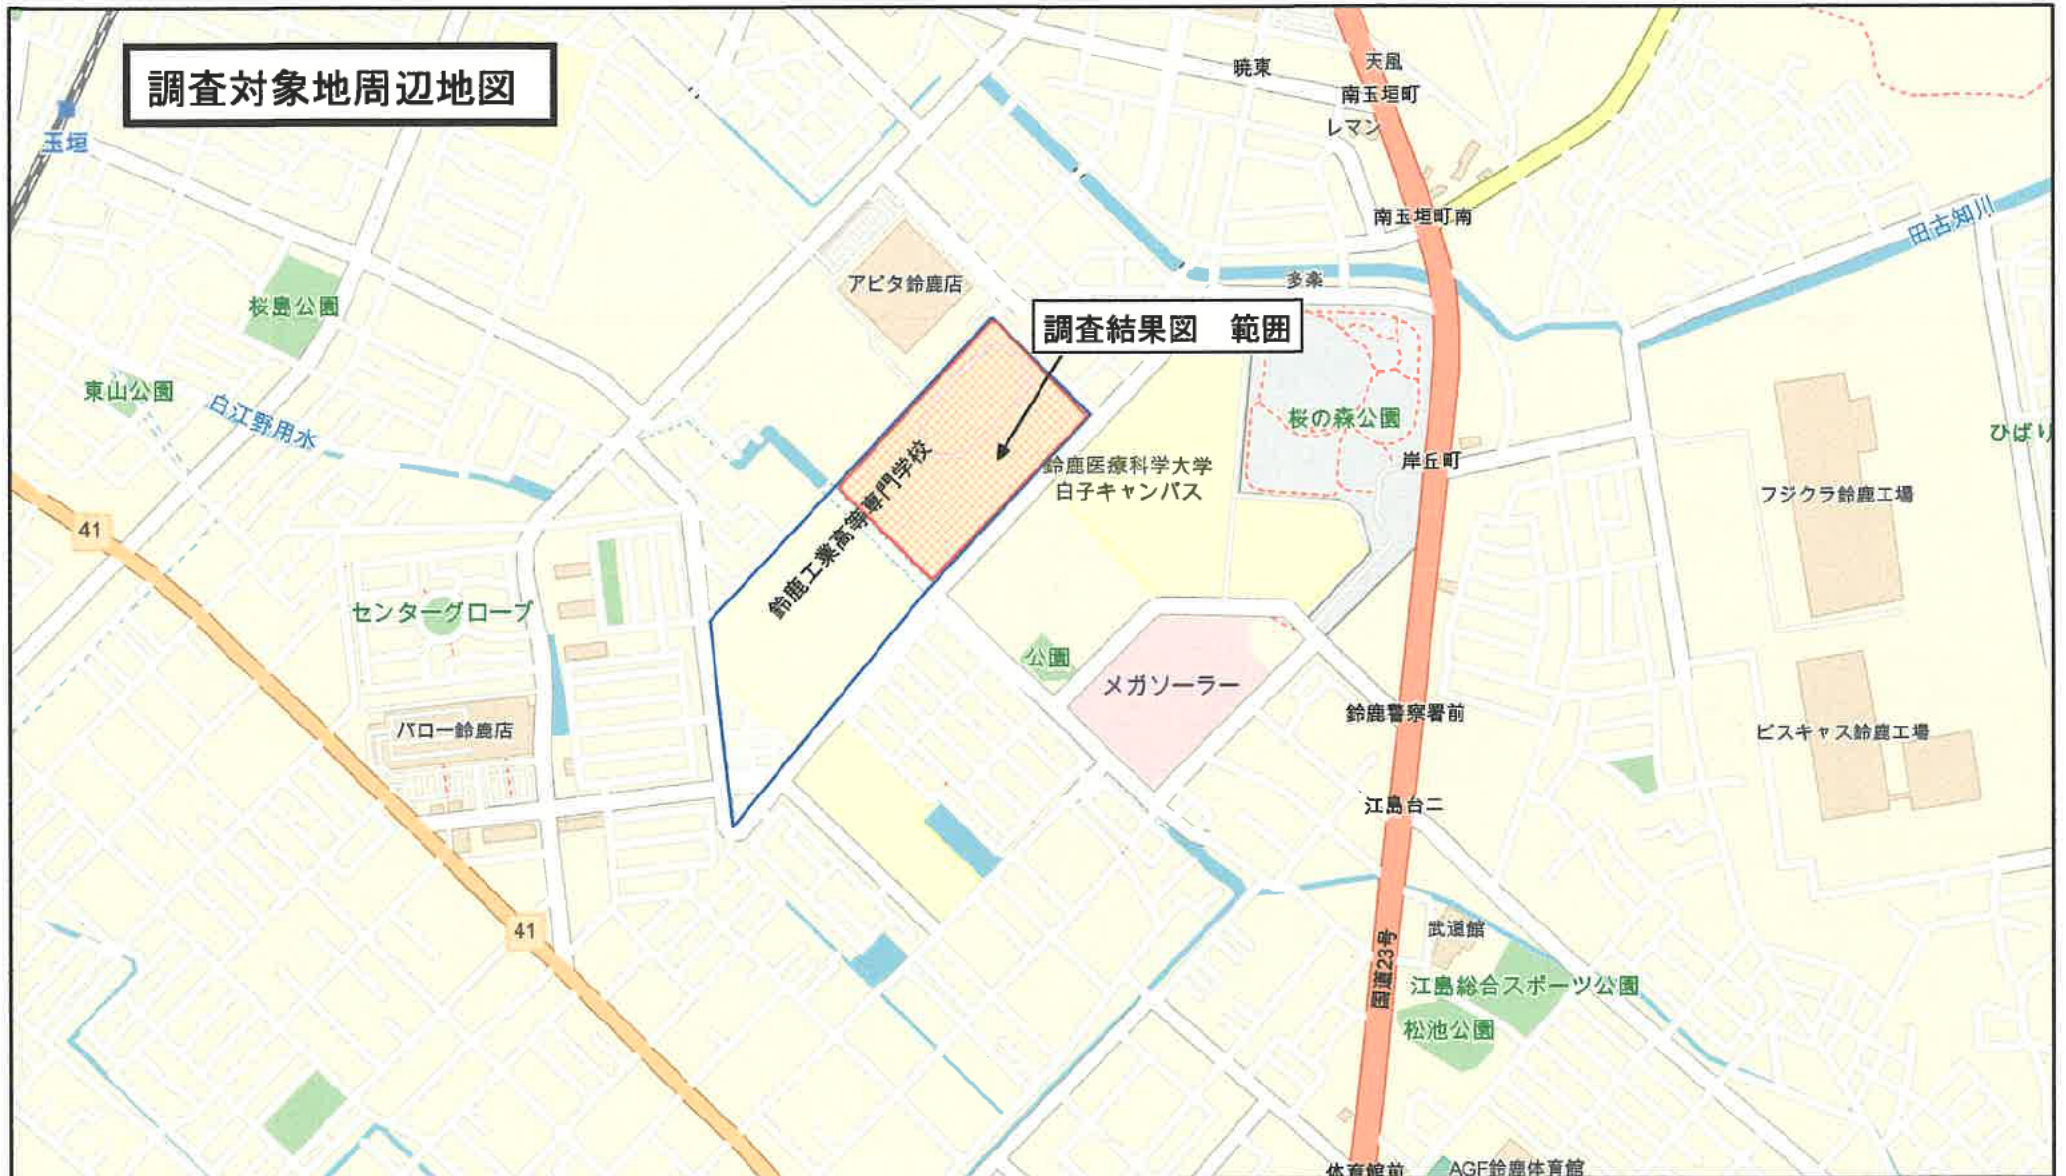 調査対象地周辺地図
玉垣
暁東
天風
南玉垣町
レマン
南玉垣町南
田古知川
多楽
アピタ鈴鹿店
桜島公園
調査結果図 範囲
東山公園
白江野用水
桜の森公園
ひばり
岸丘町
鈴鹿医療科学大学
白子キャンパス
フジクラ鈴鹿工場
鈴鹿工業高等専門学校
41
センターグローブ
公園
メガソーラー
鈴鹿警察署前
バロー鈴鹿店
ビスキャス鈴鹿工場
江島台二
41
武道館
国道23号
江島総合スポーツ公園
松池公園
体育館前
AGF鈴鹿体育館